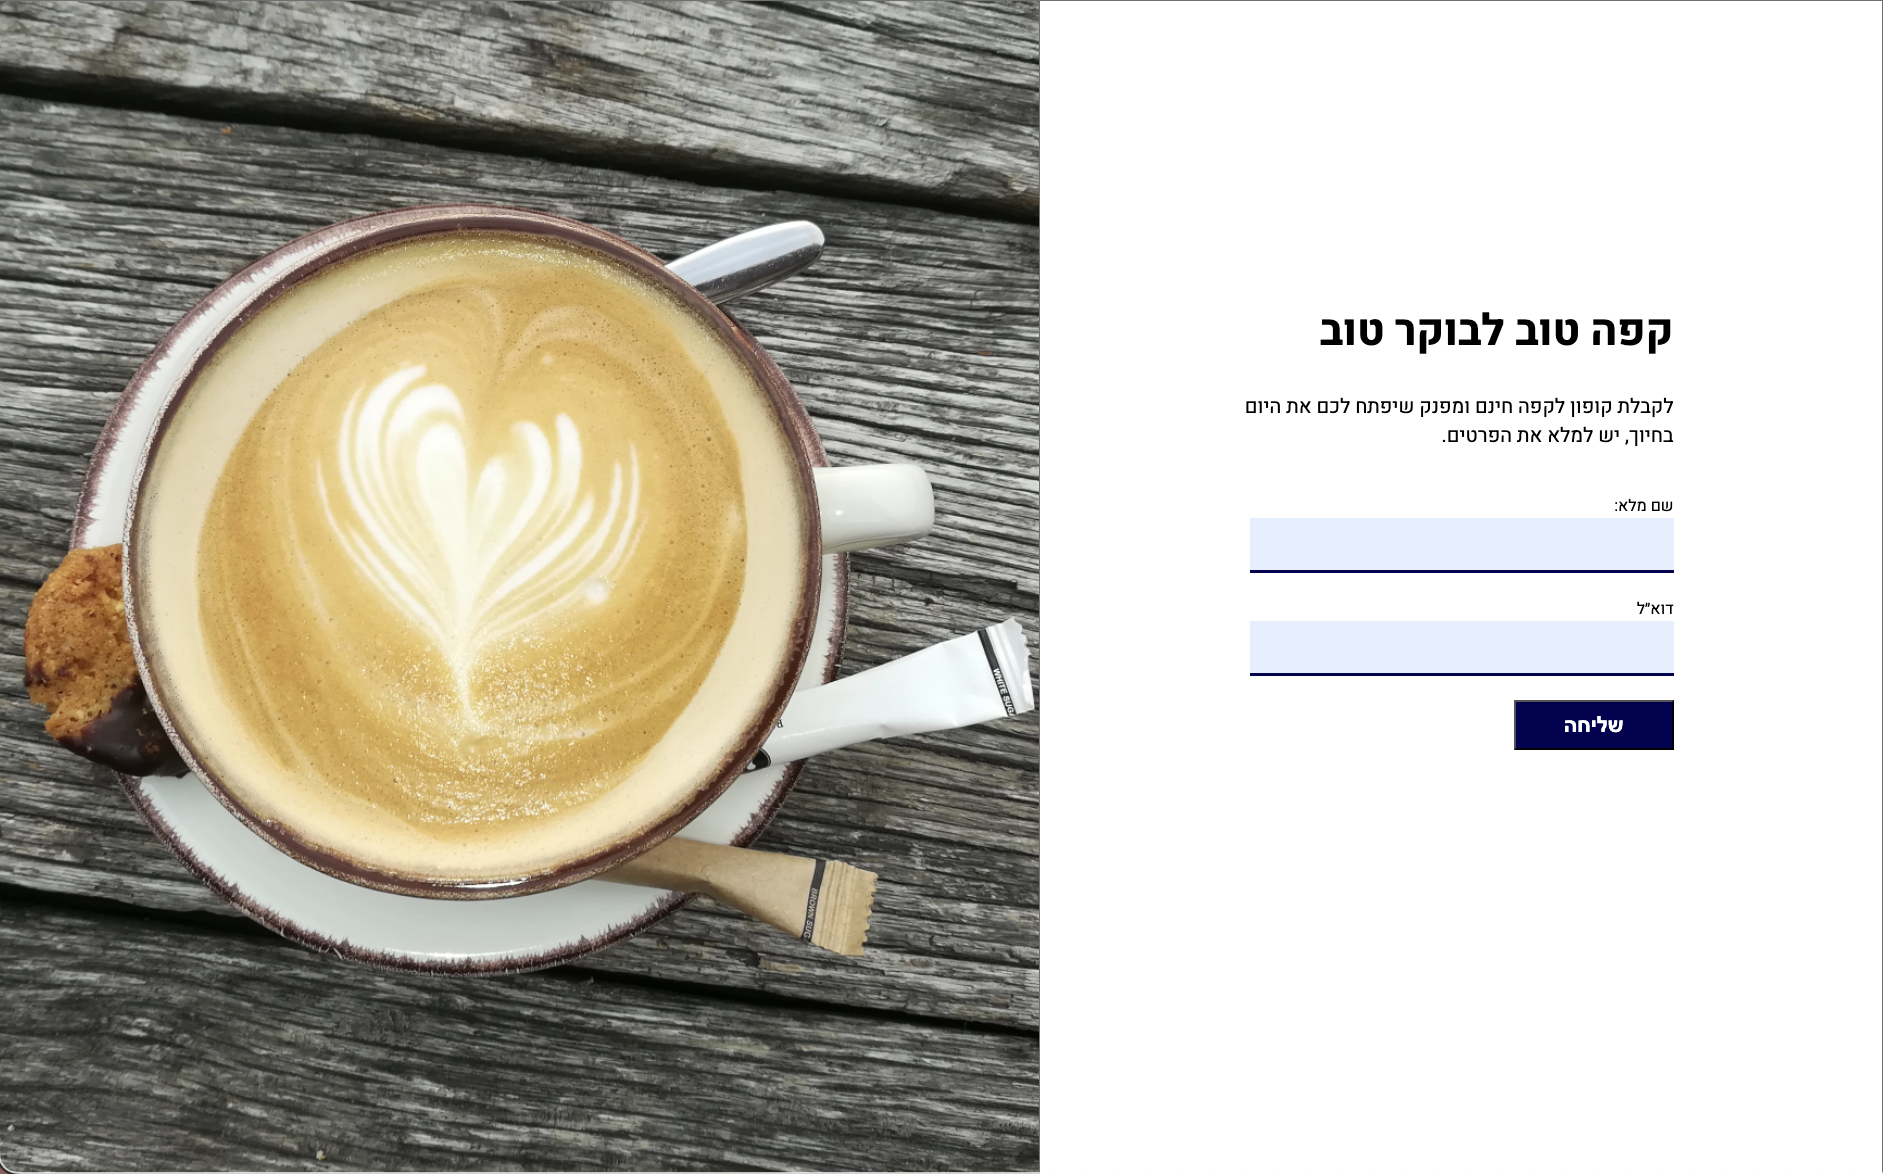 קפה טוב לבוקר טוב
לקבלת קופון לקפה חינם ומפנק שיפתח לכם את היום
בחיוך, יש למלא את הפרטים.
שם מלא:
דוא״ל
שליחה
WHITE SUGA
BROWN SUG